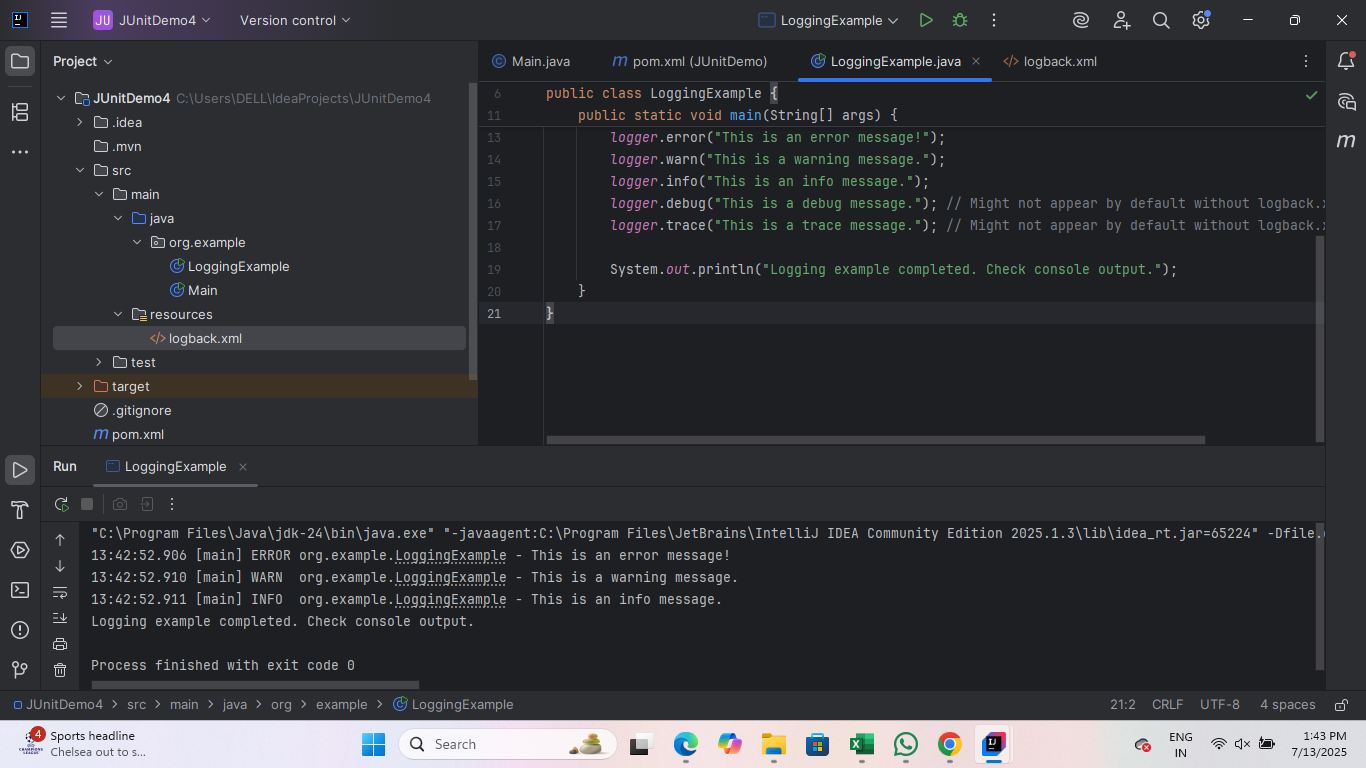 JU JUnitDemo4 Version control LoggingExample
Project
Main.java pom.xml (JUnitDemo) LoggingExample.java logback.xml
JUnitDemo4 C:\Users\DELL\IdeaProjects\JUnitDemo4
.idea
.mvn
src
main
java
org.example
LoggingExample
Main
resources
logback.xml
test
target
.gitignore
pom.xml
6 public class LoggingExample {
11 public static void main(String[] args) {
13 logger.error("This is an error message!");
14 logger.warn("This is a warning message.");
15 logger.info("This is an info message.");
16 logger.debug("This is a debug message."); // Might not appear by default without logback.x
17 logger.trace("This is a trace message."); // Might not appear by default without logback.x
18
19 System.out.println("Logging example completed. Check console output.");
20 }
21 }
Run LoggingExample
"C:\Program Files\Java\jdk-24\bin\java.exe" "-javaagent:C:\Program Files\JetBrains\IntelliJ IDEA Community Edition 2025.1.3\lib\idea_rt.jar=65224" -Dfile.e
13:42:52.906 [main] ERROR org.example.LoggingExample - This is an error message!
13:42:52.910 [main] WARN  org.example.LoggingExample - This is a warning message.
13:42:52.911 [main] INFO  org.example.LoggingExample - This is an info message.
Logging example completed. Check console output.
Process finished with exit code 0
JUnitDemo4 > src > main > java > org > example > LoggingExample 21:2 CRLF UTF-8 4 spaces
4 Sports headline
Chelsea out to s...
Search
ENG
IN
1:43 PM
7/13/2025